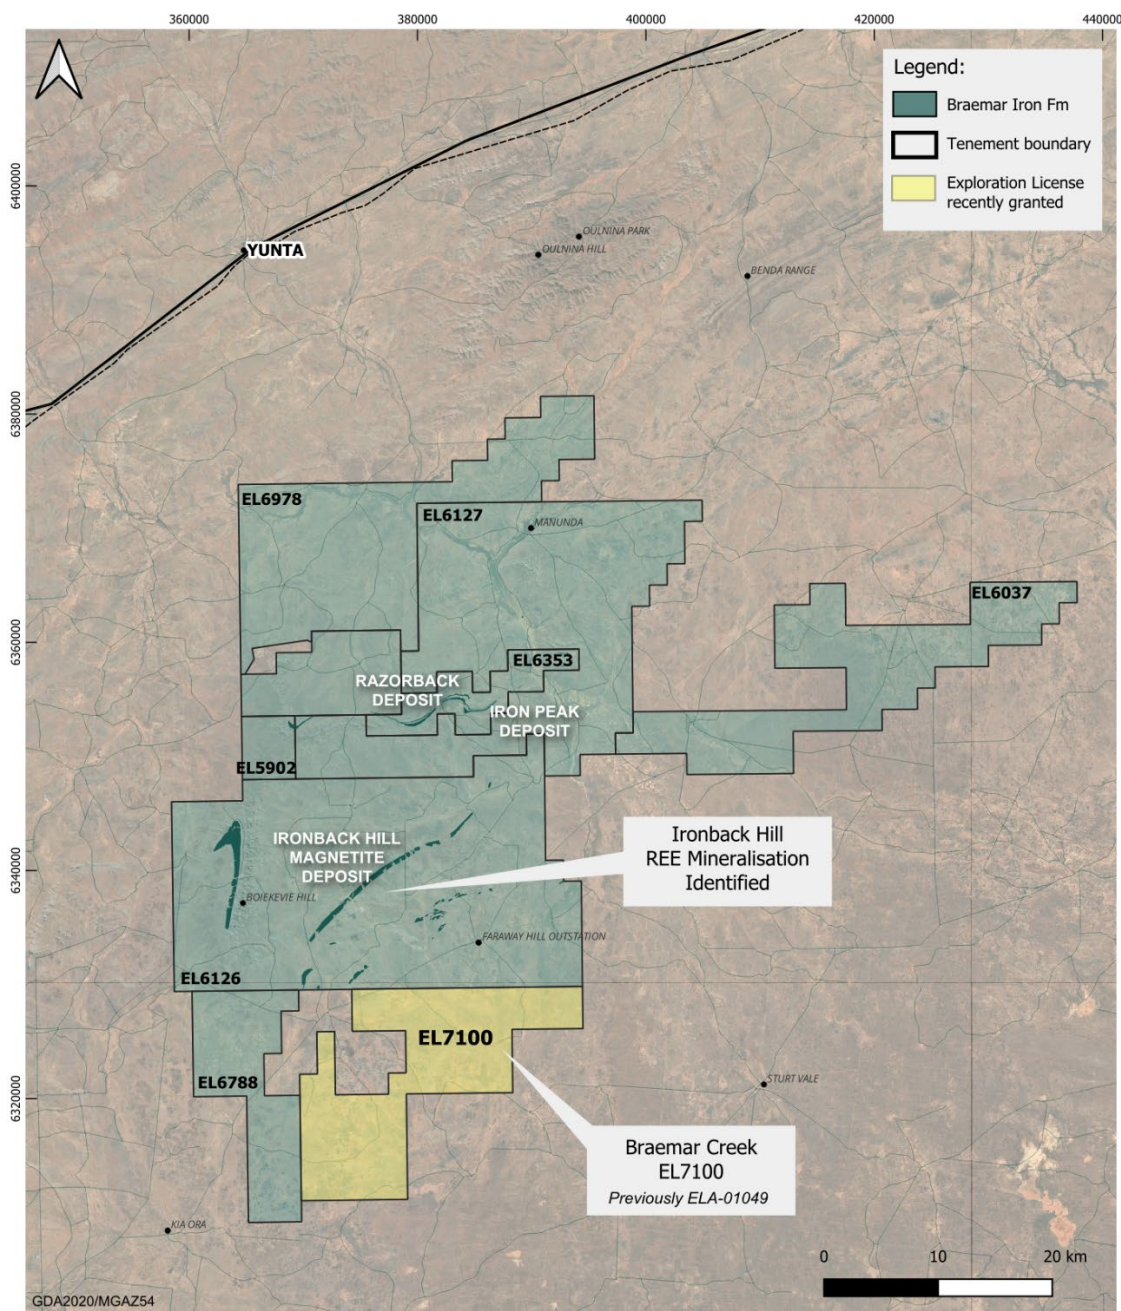 360000
380000
400000
420000
440000
Legend:
Braemar Iron Fm
Tenement boundary
Exploration License
recently granted
6400000
OULNINA PARK
OULNINA HILL
YUNTA
BENDA RANGE
6380000
EL6978
EL6127
MANUNDA
EL6037
6360000
EL6353
RAZORBACK
DEPOSIT
IRON PEAK
DEPOSIT
EL5902
Ironback Hill
REE Mineralisation
Identified
IRONBACK HILL
MAGNETITE
DEPOSIT
6340000
BOIEKEVIE HILL
FARAWAY HILL OUTSTATION
EL6126
EL7100
EL6788
STURT VALE
6320000
Braemar Creek
EL7100
Previously ELA-01049
KIA ORA
0
10
20 km
GDA2020/MGAZ54